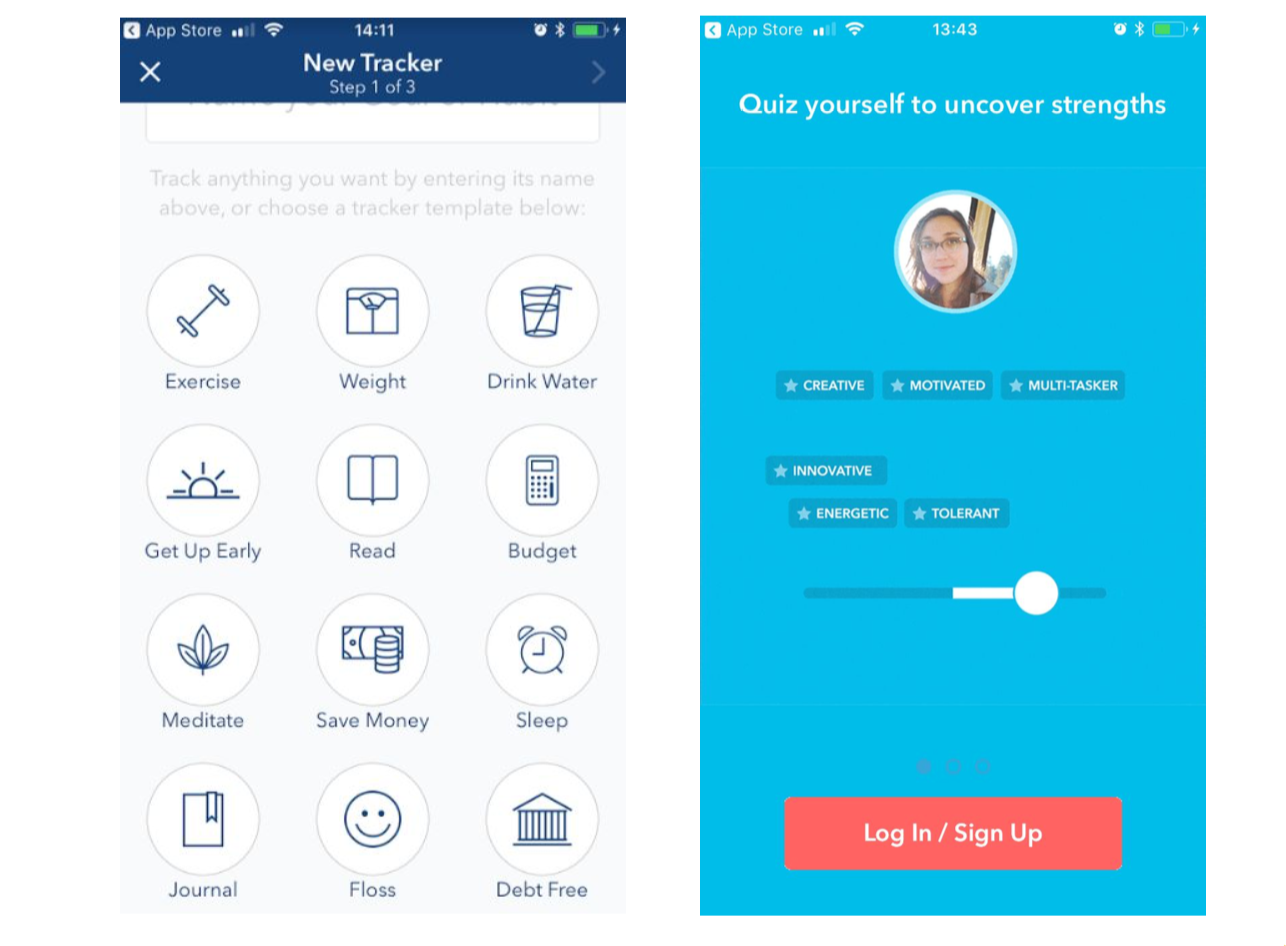 App Store
14:11
New Tracker
Step 1 of 3
Track anything you want by entering its name
above, or choose a tracker template below:
Exercise Weight Drink Water
Get Up Early Read Budget
Meditate Save Money Sleep
Journal Floss Debt Free
App Store
13:43
Quiz yourself to uncover strengths
CREATIVE MOTIVATED MULTI-TASKER
INNOVATIVE
ENERGETIC TOLERANT
Log In / Sign Up